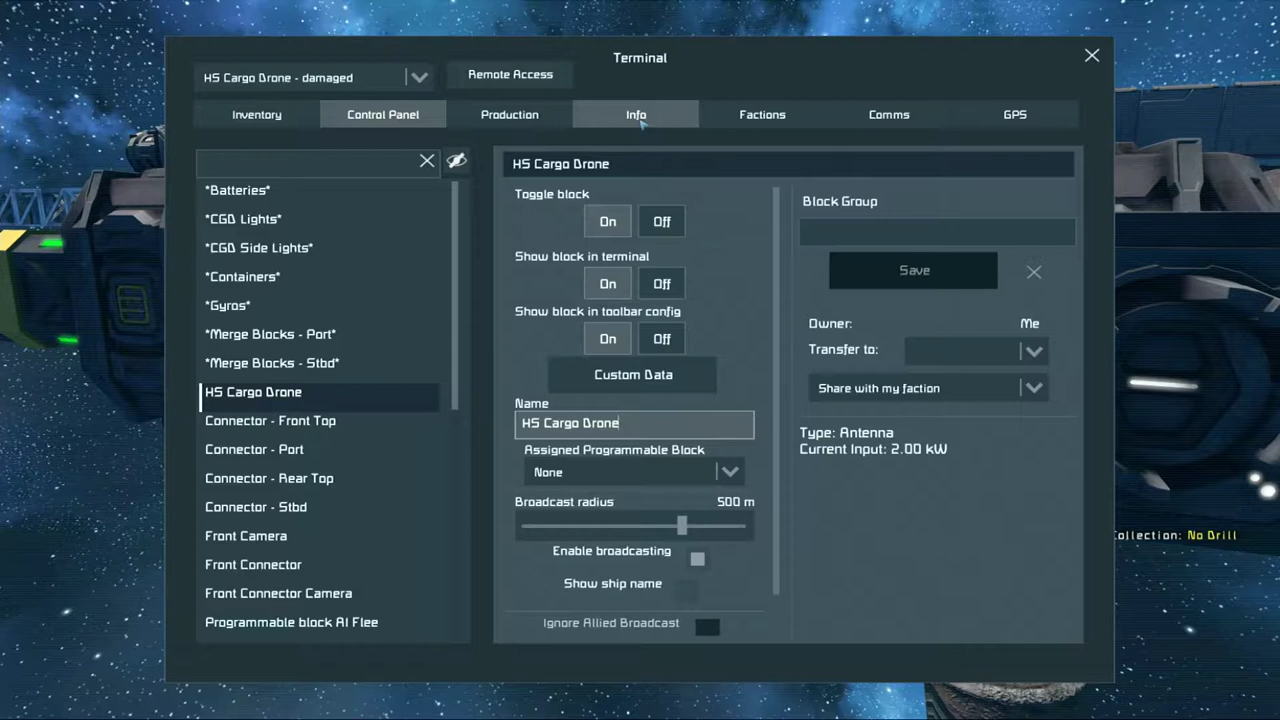 Terminal
HS Cargo Drone - damaged
Remote Access
Inventory
Control Panel
Production
Info
Factions
Comms
GPS
*Batteries*
*CGD Lights*
*CGD Side Lights*
*Containers*
*Gyros*
*Merge Blocks - Port*
*Merge Blocks - Stbd*
HS Cargo Drone
Connector - Front Top
Connector - Port
Connector - Rear Top
Connector - Stbd
Front Camera
Front Connector
Front Connector Camera
Programmable block AI Flee
HS Cargo Drone
Toggle block
On Off
Show block in terminal
On Off
Show block in toolbar config
On Off
Custom Data
Name
HS Cargo Drone
Assigned Programmable Block
None
Broadcast radius 500 m
Enable broadcasting
Show ship name
Ignore Allied Broadcast
Block Group
Save
Owner: Me
Transfer to:
Share with my faction
Type: Antenna
Current Input: 2.00 kW
Collection: No Drill